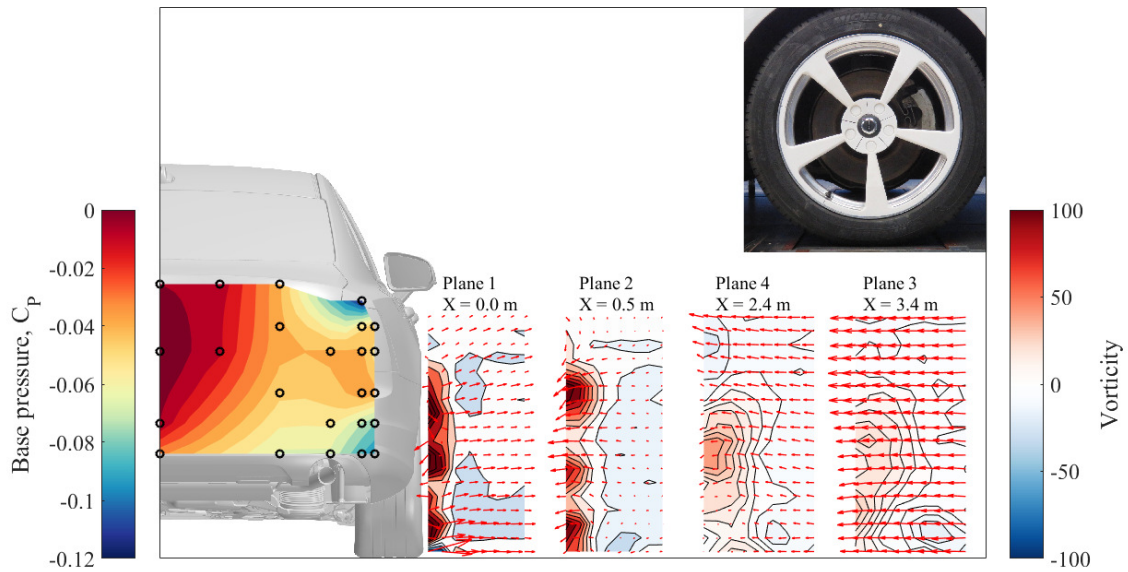 MICHELIN
0
-0.02
-0.04
-0.06
-0.08
-0.1
-0.12
Base pressure, C_P
Plane 1
X = 0.0 m
Plane 2
X = 0.5 m
Plane 4
X = 2.4 m
Plane 3
X = 3.4 m
100
50
0
-50
-100
Vorticity